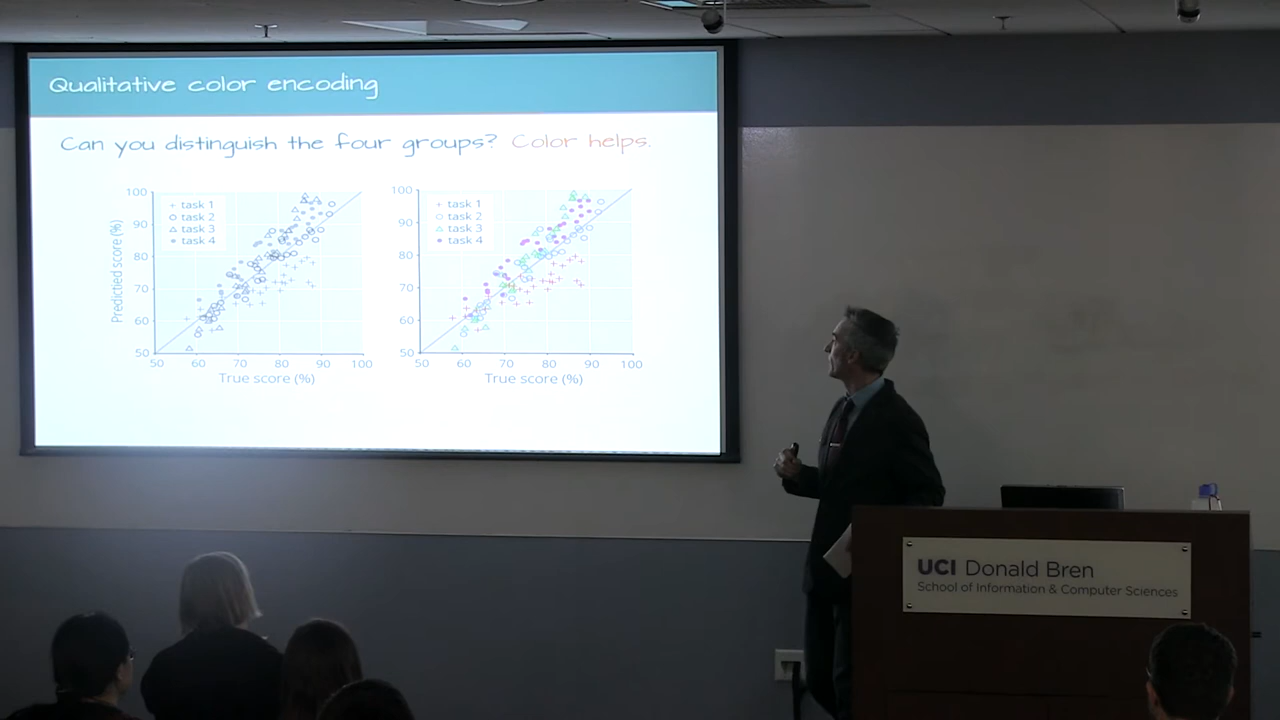 Qualitative color encoding
Can you distinguish the four groups? Color helps.
Predictied score (%)
100
90
80
70
60
50
task 1
task 2
task 3
task 4
50 60 70 80 90 100
True score (%)
100
90
80
70
60
50
task 1
task 2
task 3
task 4
50 60 70 80 90 100
True score (%)
UCI Donald Bren
School of Information & Computer Sciences